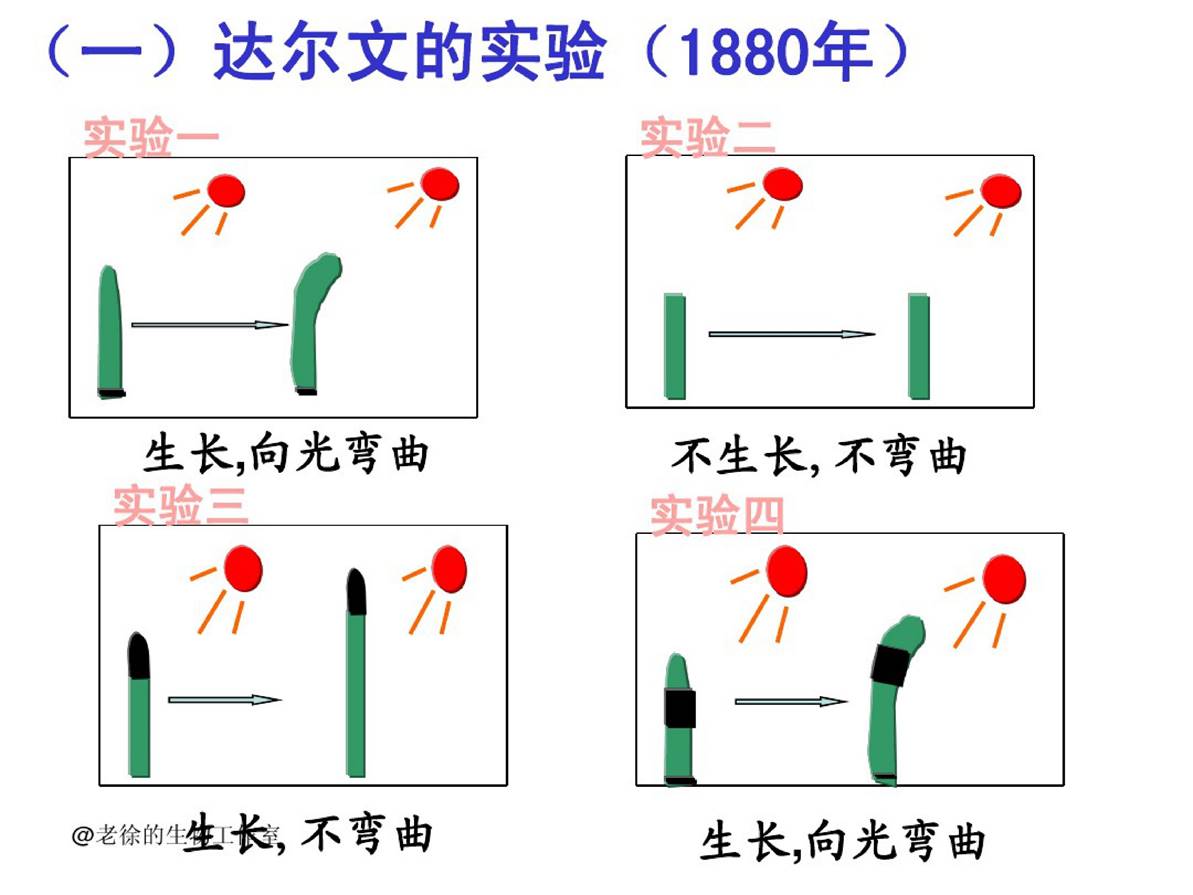 （一）达尔文的实验（1880年）
实验一
实验二
生长,向光弯曲
不生长,不弯曲
实验三
实验四
@老徐的生物工作室
生长,不弯曲
生长,向光弯曲